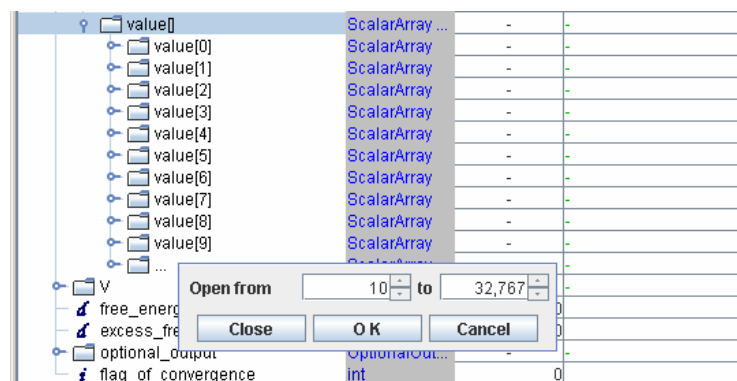 value[] ScalarArray ... - -
value[0] ScalarArray - -
value[1] ScalarArray - -
value[2] ScalarArray - -
value[3] ScalarArray - -
value[4] ScalarArray - -
value[5] ScalarArray - -
value[6] ScalarArray - -
value[7] ScalarArray - -
value[8] ScalarArray - -
value[9] ScalarArray - -
...
V
Open from 10 to 32,767
d free_energ
d excess_fre
Close O K Cancel
optional_output OptionalOut... - -
i flag_of_convergence int 0